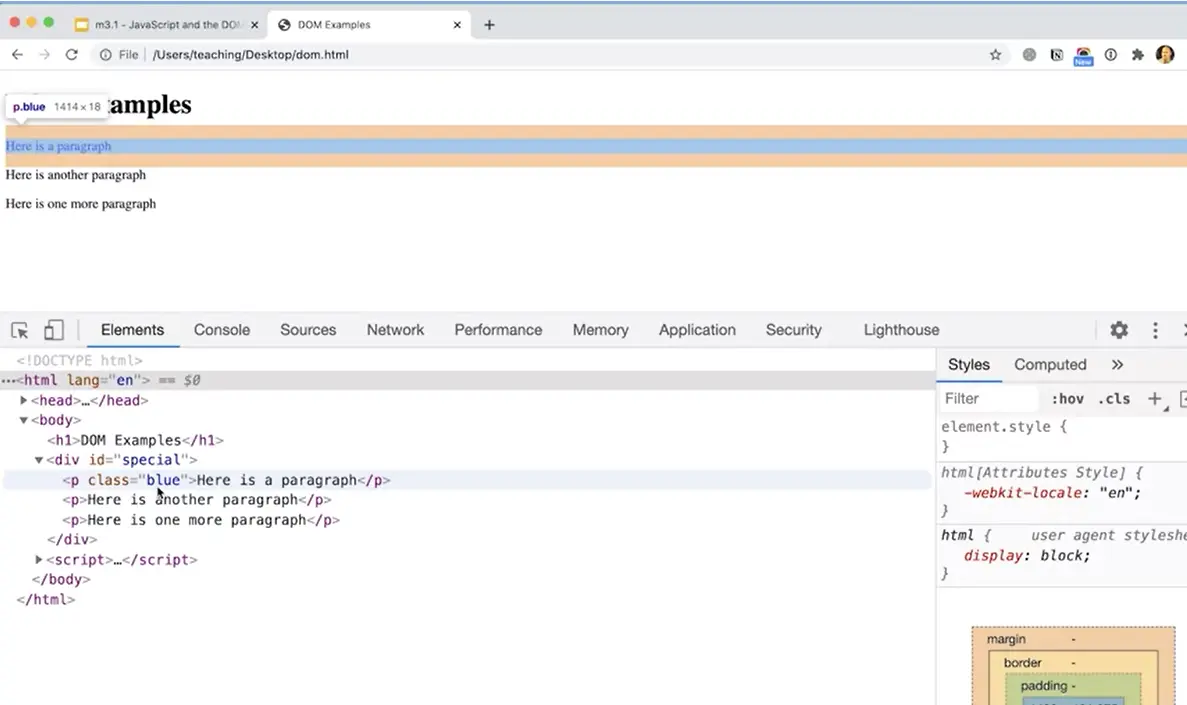 m3.1 - JavaScript and the DOM
DOM Examples
File
/Users/teaching/Desktop/dom.html
New
p.blue 1414 × 18
amples
Here is a paragraph
Here is another paragraph
Here is one more paragraph
Elements Console Sources Network Performance Memory Application Security Lighthouse
<!DOCTYPE html>
…<html lang="en"> == $0
<head>…</head>
<body>
<h1>DOM Examples</h1>
<div id="special">
<p class="blue">Here is a paragraph</p>
<p>Here is another paragraph</p>
<p>Here is one more paragraph</p>
</div>
<script>…</script>
</body>
</html>
Styles Computed »
Filter :hov .cls +
element.style {
}
html[Attributes Style] {
-webkit-locale: "en";
}
html { user agent styleshe
display: block;
}
margin -
border -
padding -